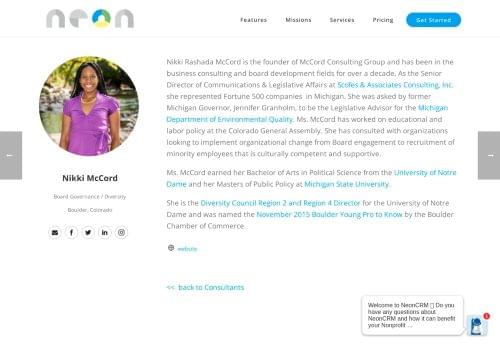 neon
Features Missions Services Pricing Get Started
Nikki Rashada McCord is the founder of McCord Consulting Group and has been in the
business consulting and board development fields for over a decade. As the Senior
Director of Communications & Legislative Affairs at Scofes & Associates Consulting, Inc.
she represented Fortune 500 companies in Michigan. She was asked by former
Michigan Governor, Jennifer Granholm, to be the Legislative Advisor for the Michigan
Department of Environmental Quality. Ms. McCord has worked on educational and
labor policy at the Colorado General Assembly. She has consulted with organizations
looking to implement organizational change from Board engagement to recruitment of
minority employees that is culturally competent and supportive.
Ms. McCord earned her Bachelor of Arts in Political Science from the University of Notre
Dame and her Masters of Public Policy at Michigan State University.
She is the Diversity Council Region 2 and Region 4 Director for the University of Notre
Dame and was named the November 2015 Boulder Young Pro to Know by the Boulder
Chamber of Commerce.
website
<< back to Consultants
Nikki McCord
Board Governance / Diversity
Boulder, Colorado
Welcome to NeonCRM Do you
have any questions about
NeonCRM and how it can benefit
your Nonprofit ...
1